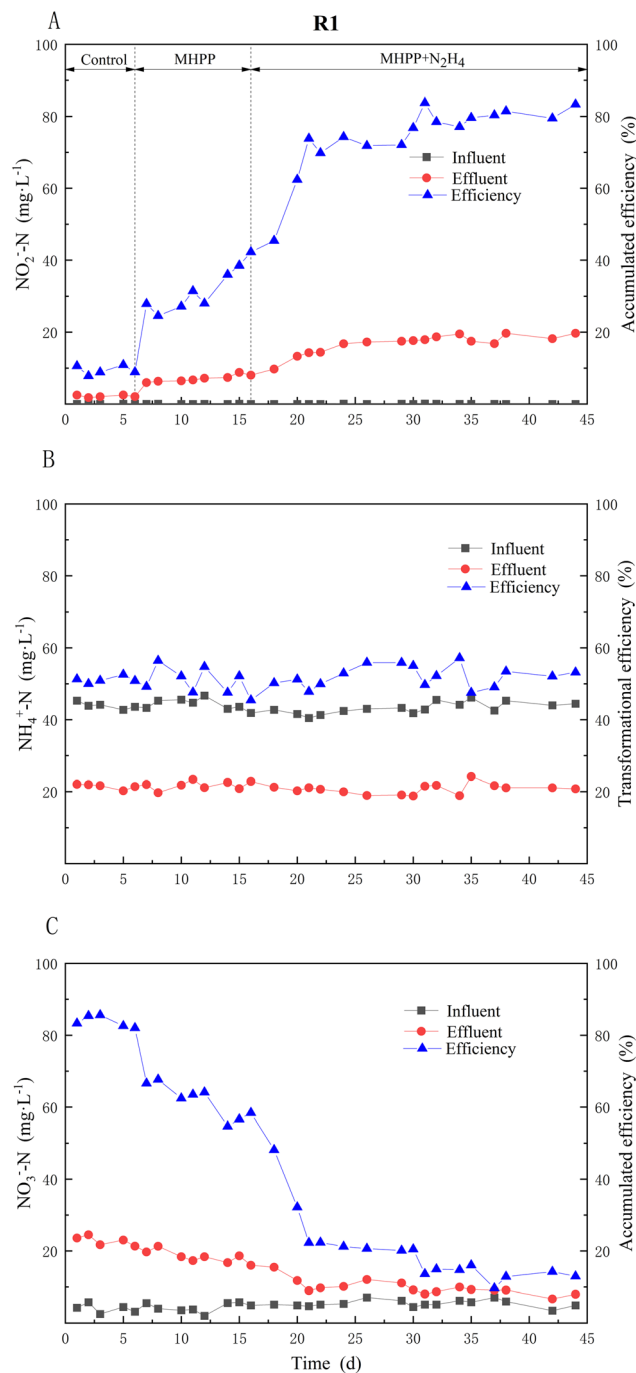 A
R1
Control
MHPP
MHPP+N₂H₄
100
80
60
40
20
NO₂⁻-N (mg·L⁻¹)
100
80
60
40
20
Accumulated efficiency (%)
Influent
Effluent
Efficiency
0 5 10 15 20 25 30 35 40 45
B
100
80
60
40
20
NH₄⁺-N (mg·L⁻¹)
100
80
60
40
20
Transformational efficiency (%)
Influent
Effluent
Efficiency
0 5 10 15 20 25 30 35 40 45
C
100
80
60
40
20
NO₃⁻-N (mg·L⁻¹)
100
80
60
40
20
Accumulated efficiency (%)
Influent
Effluent
Efficiency
0 5 10 15 20 25 30 35 40 45
Time (d)